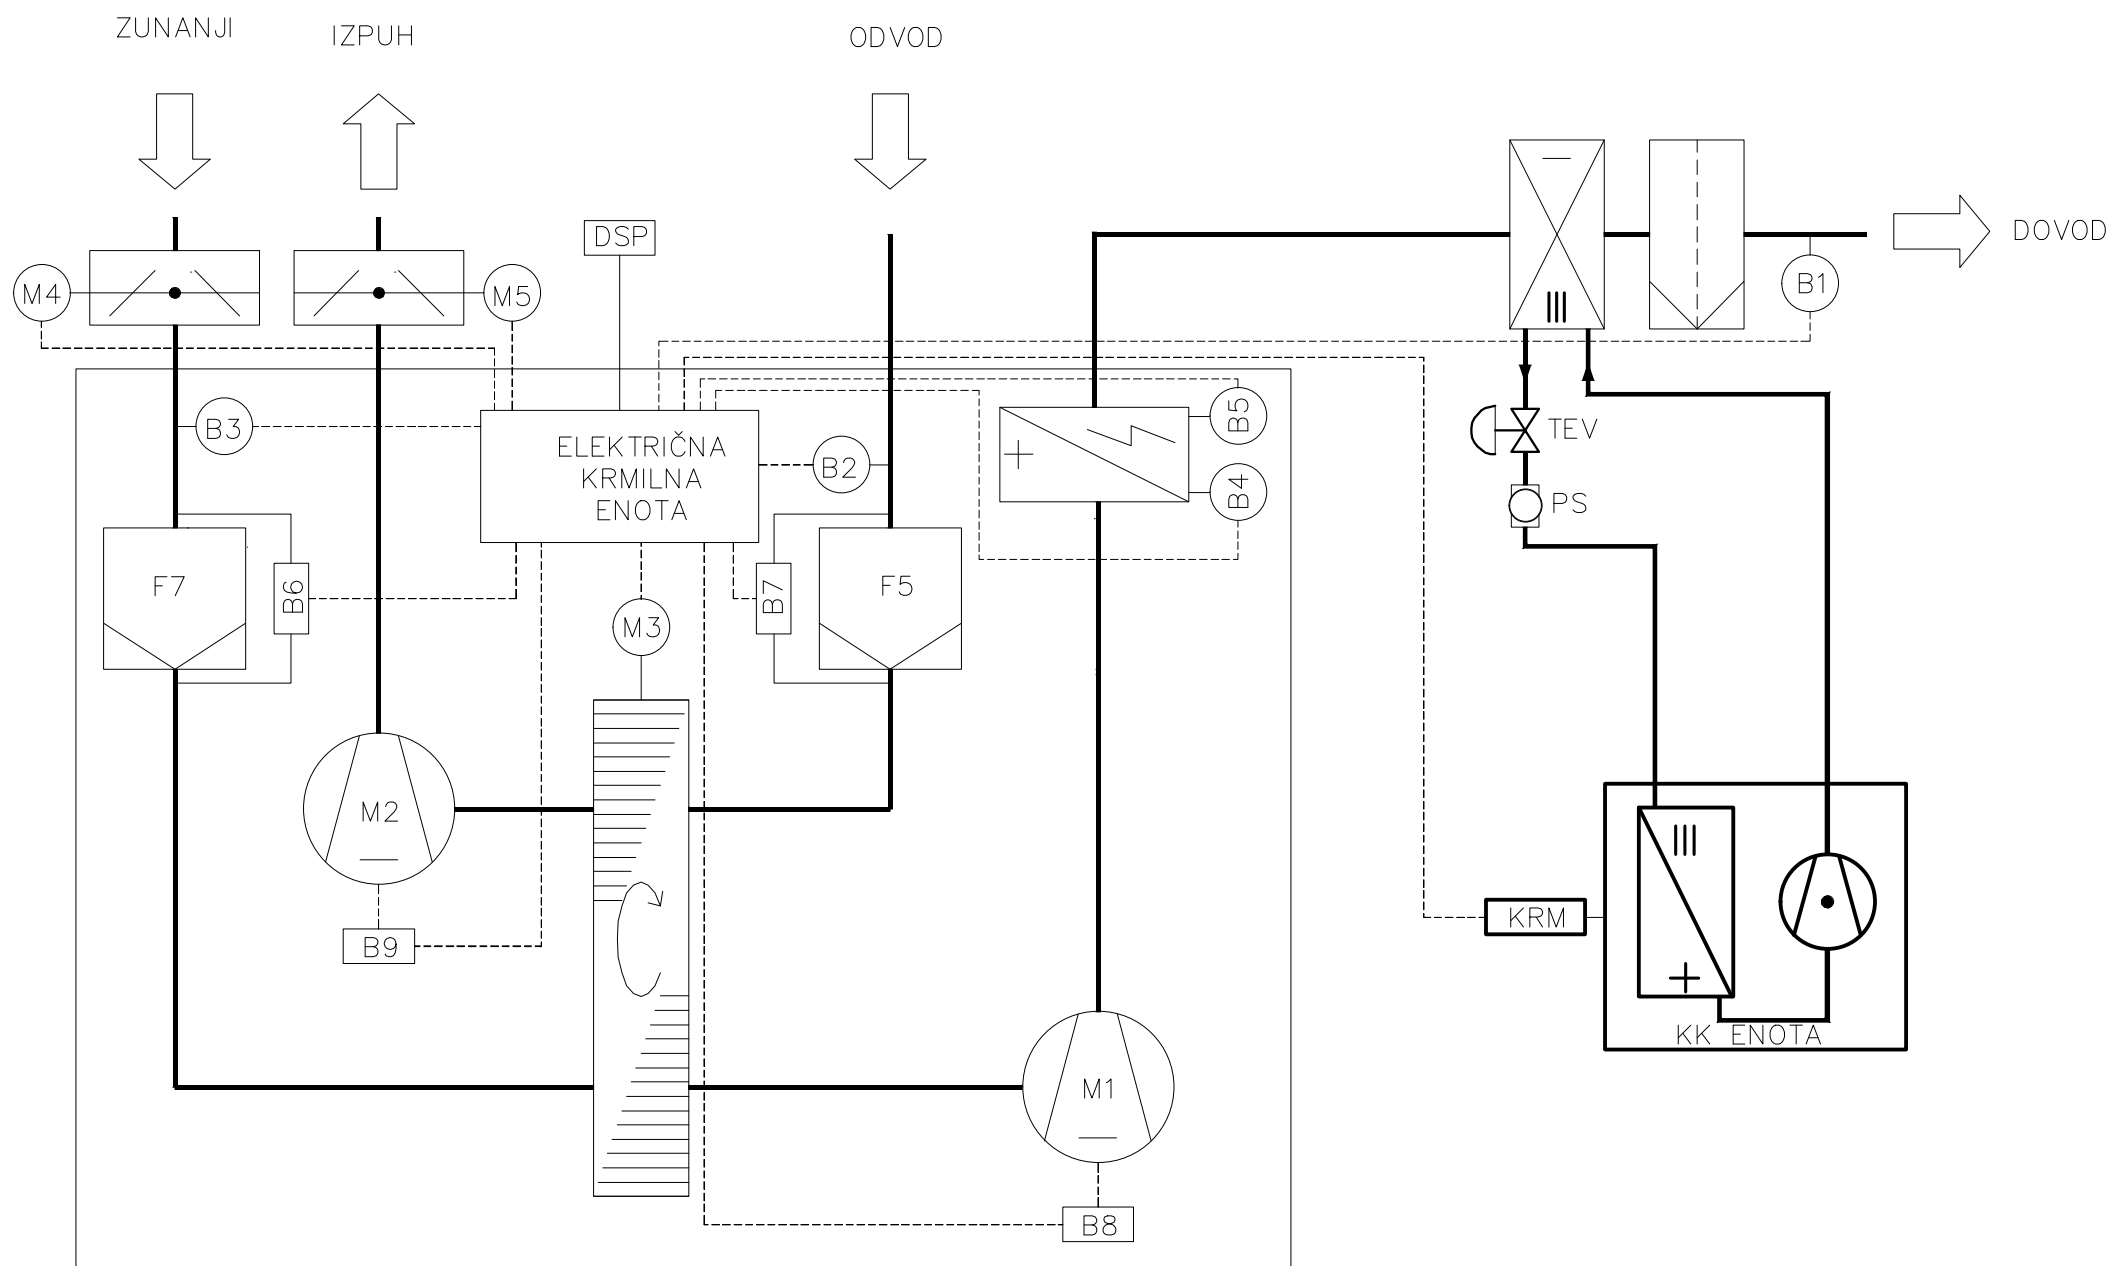 ZUNANJI
IZPUH
ODVOD
DOVOD
DSP
M4
M5
B1
B3
ELEKTRIČNA
KRMILNA
ENOTA
B2
B5
B4
TEV
PS
F7
B6
M3
B7
F5
M2
B9
KRM
KK ENOTA
M1
B8